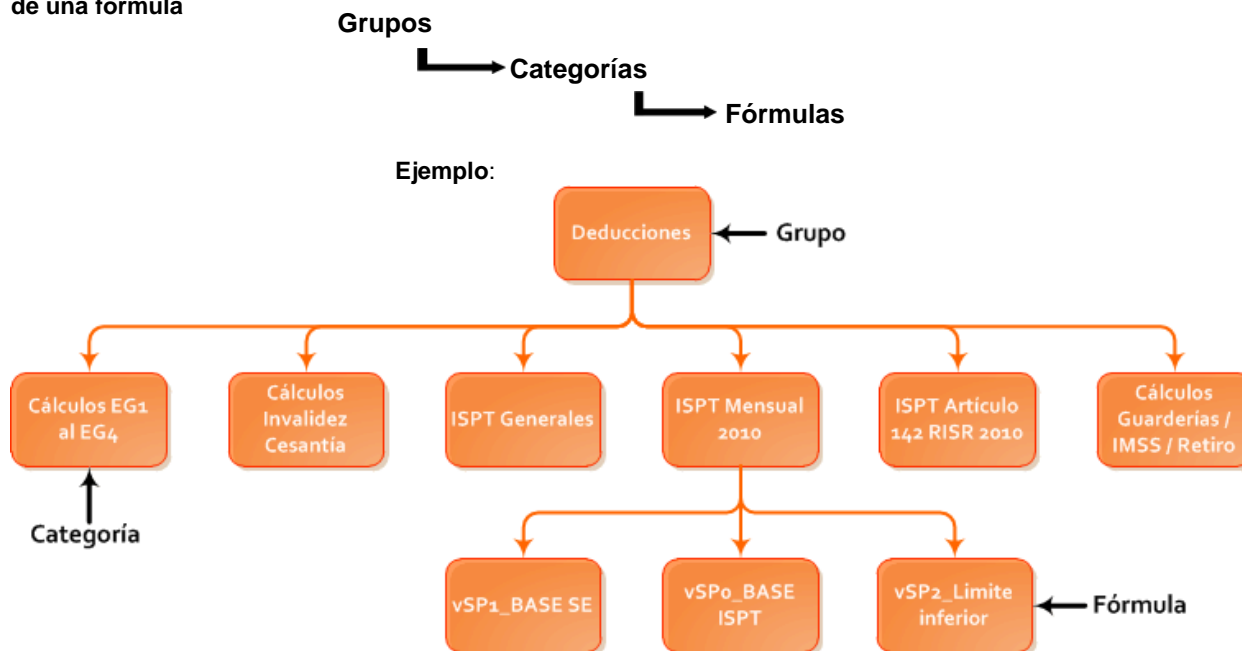 de una fórmula
Grupos
Categorías
Fórmulas
Ejemplo:
Deducciones
Grupo
Cálculos EG1
al EG4
Cálculos
Invalidez
Cesantía
ISPT Generales
ISPT Mensual
2010
ISPT Artículo
142 RISR 2010
Cálculos
Guarderías /
IMSS / Retiro
Categoría
vSP1_BASE SE
vSP0_BASE
ISPT
vSP2_Limite
inferior
Fórmula